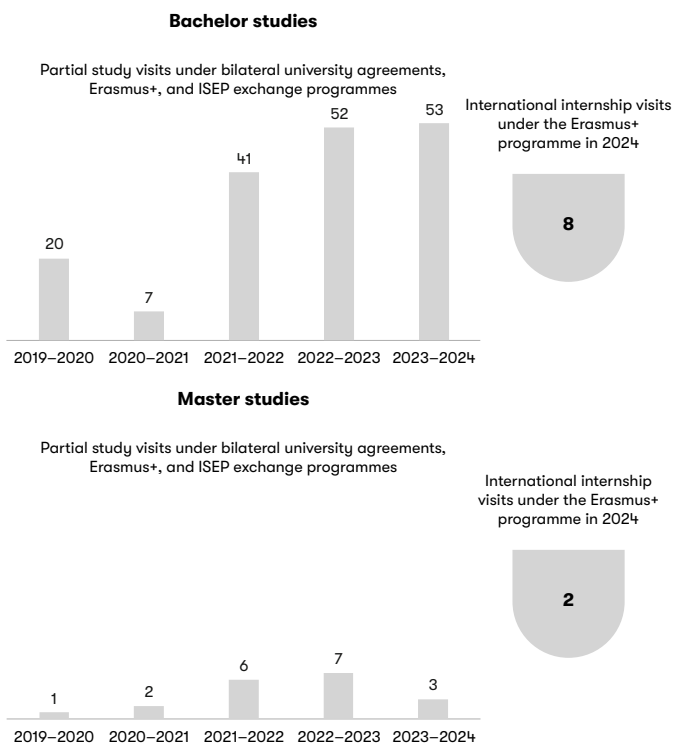 Bachelor studies
Partial study visits under bilateral university agreements,
Erasmus+, and ISEP exchange programmes
20
7
41
52
53
2019–2020 2020–2021 2021–2022 2022–2023 2023–2024
International internship visits
under the Erasmus+
programme in 2024
8
Master studies
Partial study visits under bilateral university agreements,
Erasmus+, and ISEP exchange programmes
1
2
6
7
3
2019–2020 2020–2021 2021–2022 2022–2023 2023–2024
International internship
visits under the Erasmus+
programme in 2024
2